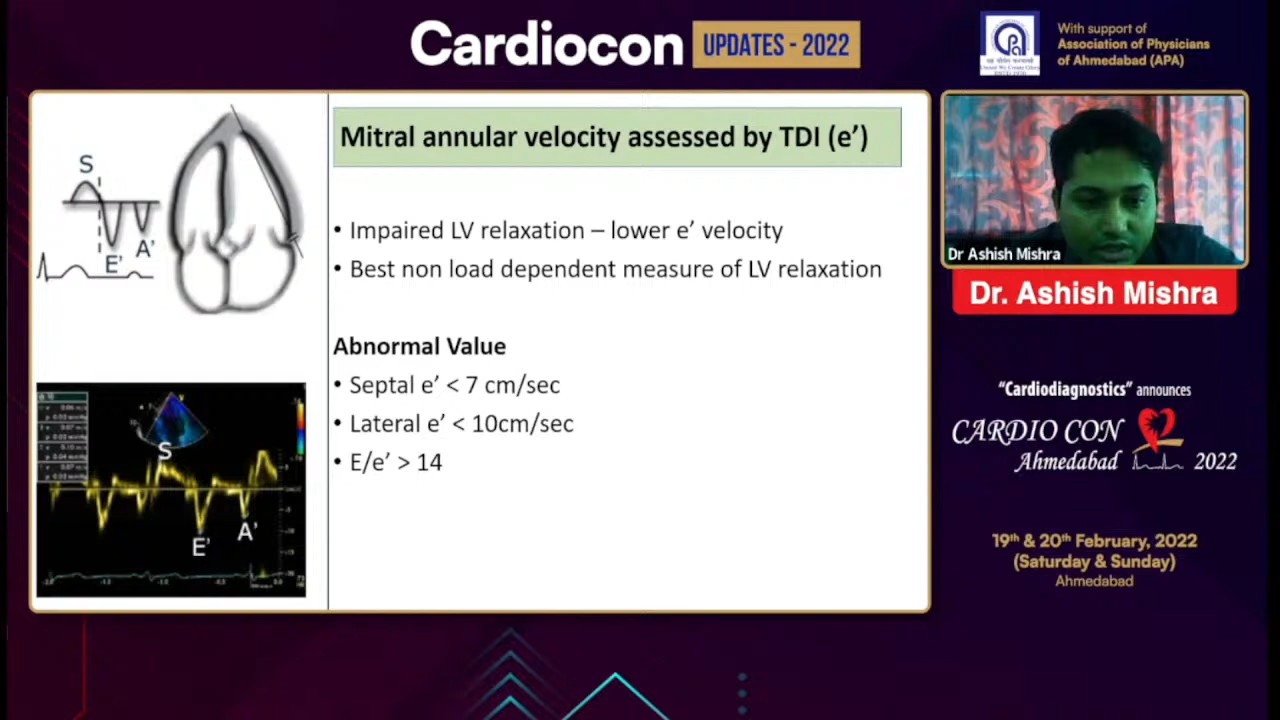 Cardiocon
UPDATES - 2022
With support of
Association of Physicians
of Ahmedabad (APA)
Mitral annular velocity assessed by TDI (e’)
S
E'
A'
• Impaired LV relaxation – lower e’ velocity
• Best non load dependent measure of LV relaxation
Abnormal Value
• Septal e’ < 7 cm/sec
• Lateral e’ < 10cm/sec
• E/e’ > 14
S
E'
A'
Dr Ashish Mishra
Dr. Ashish Mishra
“Cardiodiagnostics” announces
CARDIO CON
Ahmedabad 2022
19th & 20th February, 2022
(Saturday & Sunday)
Ahmedabad